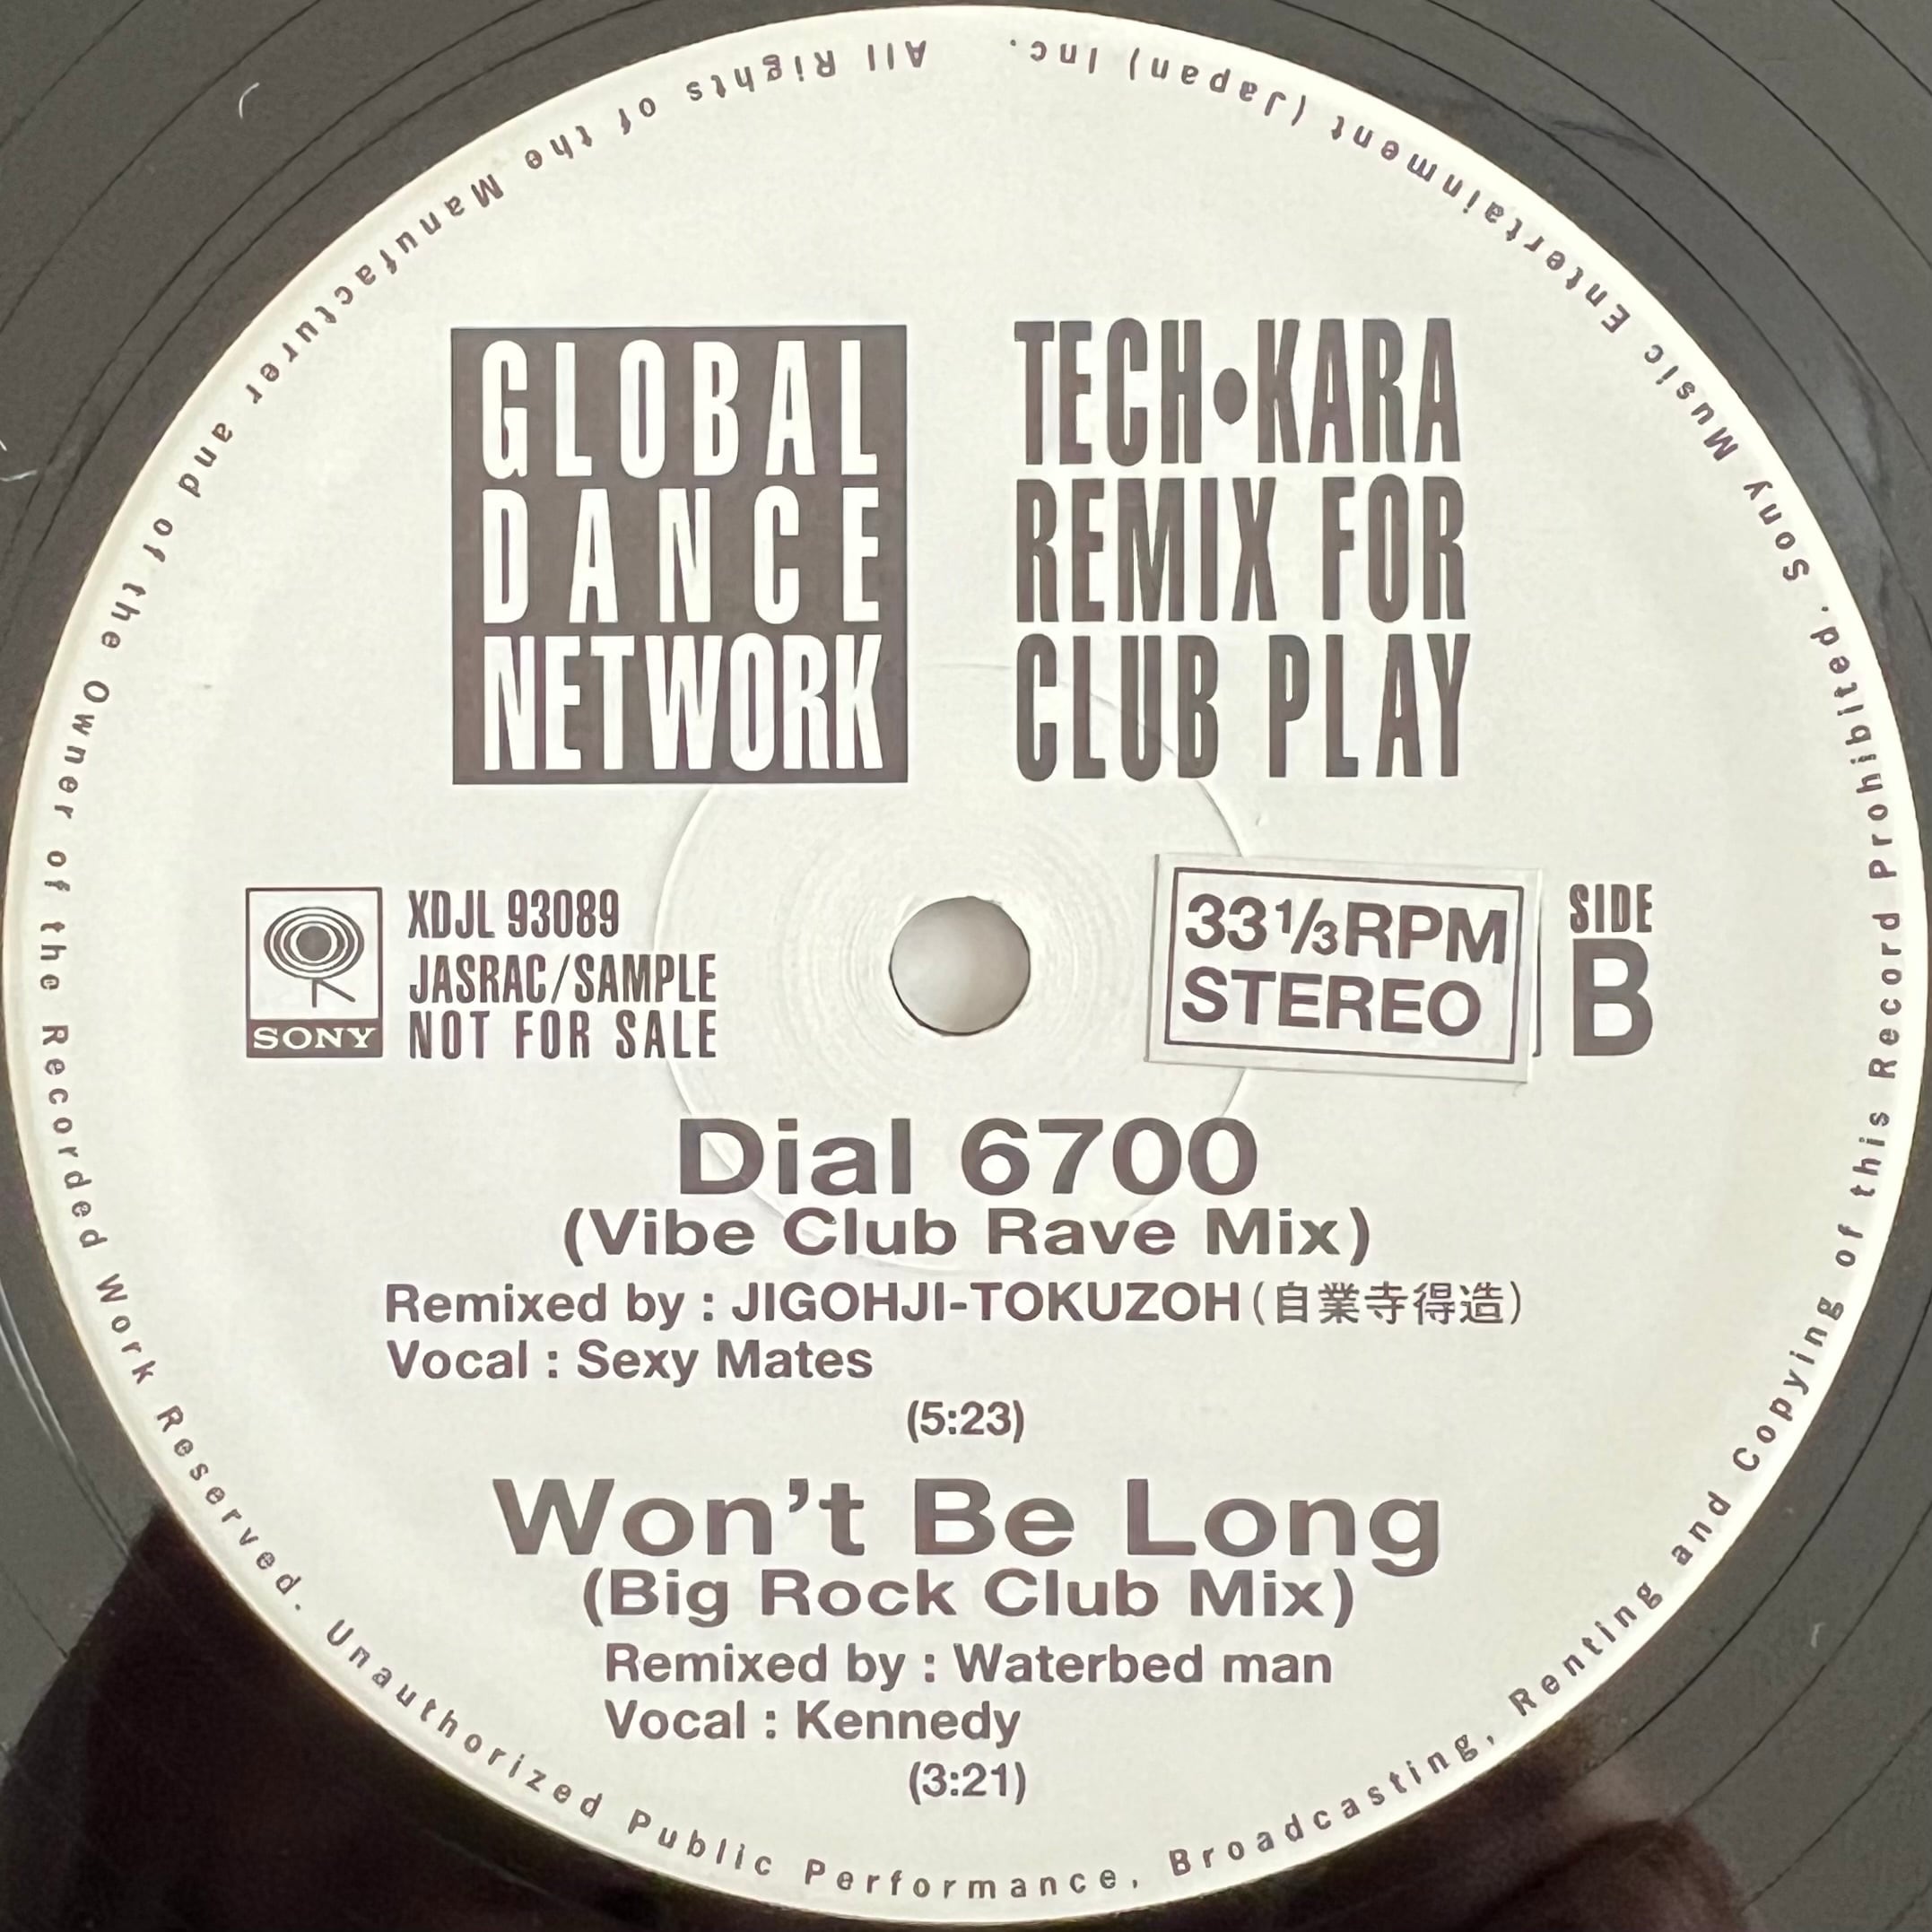 GLOBAL
DANCE
NETWORK
TECH•KARA
REMIX FOR
CLUB PLAY
SONY
XDJL 93089
JASRAC/SAMPLE
NOT FOR SALE
33 1/3 RPM
STEREO
SIDE
B
Dial 6700
(Vibe Club Rave Mix)
Remixed by : JIGOHJI-TOKUZOH (自業寺得造)
Vocal : Sexy Mates
(5:23)
Won't Be Long
(Big Rock Club Mix)
Remixed by : Waterbed man
Vocal : Kennedy
(3:21)
All Rights of the Manufacturer and of the Owner of the Recorded Work Reserved. Unauthorized Public Performance, Broadcasting, Renting and Copying of this Record Prohibited. Sony Music Entertainment (Japan) Inc.